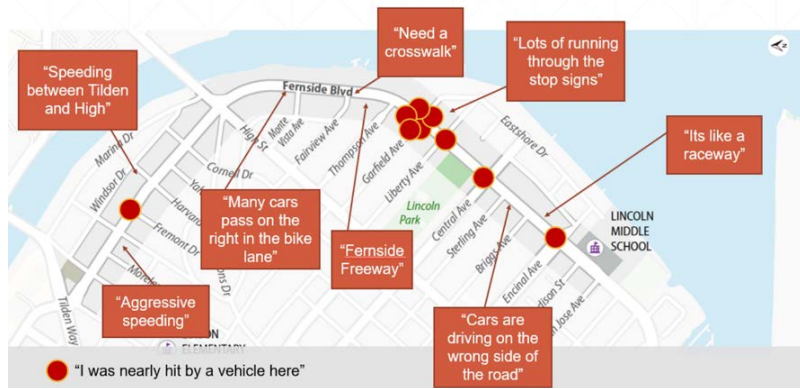 “Need a
crosswalk”
“Lots of running
through the
stop signs”
“Speeding
between Tilden
and High”
Fernside Blvd
“Its like a
raceway”
Marina Dr
Windsor Dr
High St
Monte
Vista Ave
Fairview Ave
Thompson Ave
Garfield Ave
Liberty Ave
Eastshore Dr
Cornell Dr
Fremont Dr
Lincoln
Park
Central Ave
Sterling Ave
Briggs Ave
Encinal Ave
LINCOLN
MIDDLE
SCHOOL
“Many cars
pass on the
right in the bike
lane”
“Fernside
Freeway”
“Aggressive
speeding”
“Cars are
driving on the
wrong side of
the road”
Tilden Way
ELEMENTARY
“I was nearly hit by a vehicle here”